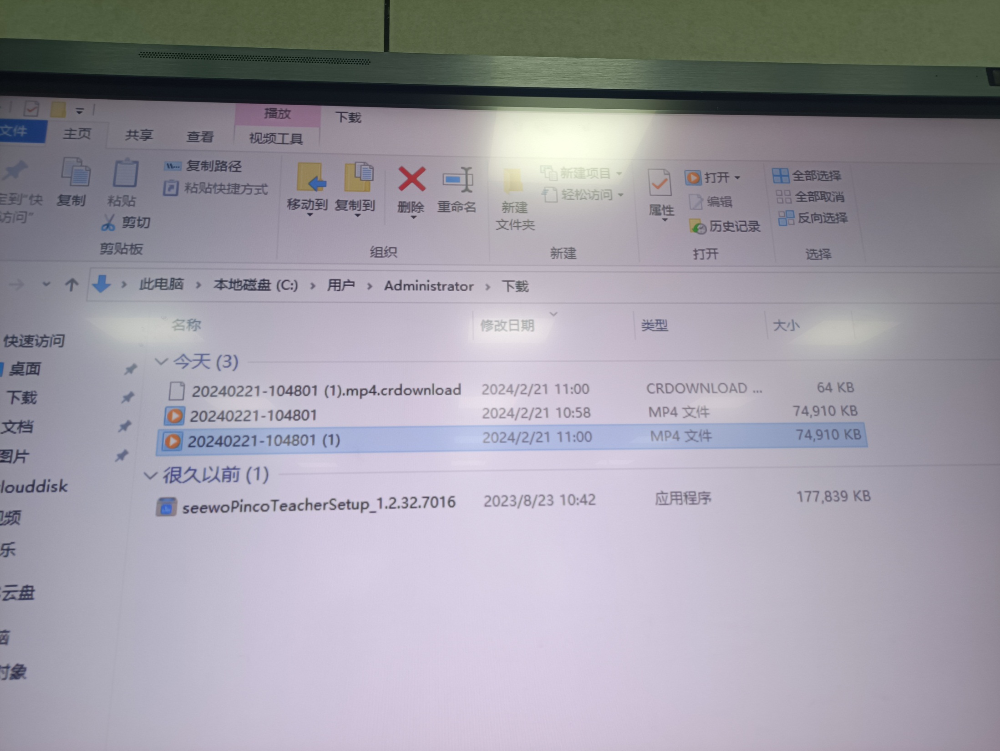 播放 下载
文件 主页 共享 查看 视频工具
复制路径 全部选择
粘贴快捷方式 新建项目 打开
轻松访问 编辑 全部取消
定到"快 复制 粘贴 移动到 复制到 删除 重命名 新建 属性
访问" 剪切 文件夹 历史记录 反向选择
剪贴板 组织 新建 打开 选择
此电脑 > 本地磁盘 (C:) > 用户 > Administrator > 下载
名称 修改日期 类型 大小
快速访问
今天 (3)
桌面
20240221-104801 (1).mp4.crdownload 2024/2/21 11:00 CRDOWNLOAD ... 64 KB
下载
20240221-104801 2024/2/21 10:58 MP4 文件 74,910 KB
文档
20240221-104801 (1) 2024/2/21 11:00 MP4 文件 74,910 KB
图片
很久以前 (1)
louddisk
seewoPincoTeacherSetup_1.2.32.7016 2023/8/23 10:42 应用程序 177,839 KB
视频
乐
云盘
脑
对象